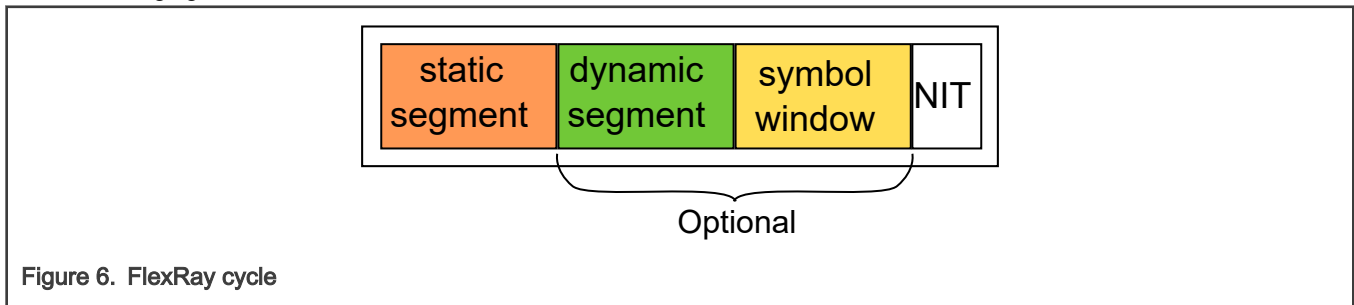 static
segment
dynamic
segment
symbol
window
NIT
Optional
Figure 6. FlexRay cycle